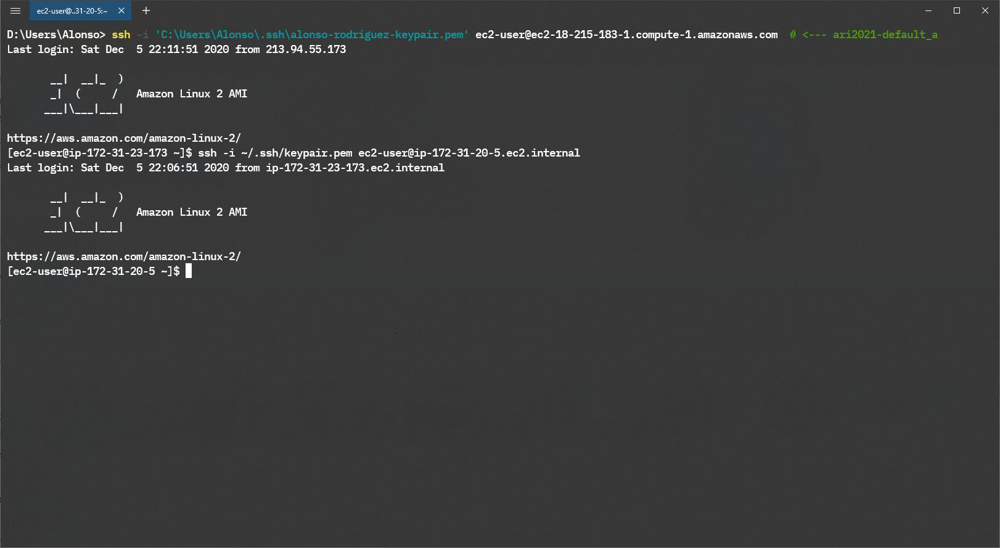 ec2-user@..31-20-5:~
D:\Users\Alonso> ssh -i 'C:\Users\Alonso\.ssh\alonso-rodriguez-keypair.pem' ec2-user@ec2-18-215-183-1.compute-1.amazonaws.com  # <--- ari2021-default_a
Last login: Sat Dec  5 22:11:51 2020 from 213.94.55.173

       __|  __|_  )
       _|  (     /   Amazon Linux 2 AMI
      ___|\___|___|

https://aws.amazon.com/amazon-linux-2/
[ec2-user@ip-172-31-23-173 ~]$ ssh -i ~/.ssh/keypair.pem ec2-user@ip-172-31-20-5.ec2.internal
Last login: Sat Dec  5 22:06:51 2020 from ip-172-31-23-173.ec2.internal

       __|  __|_  )
       _|  (     /   Amazon Linux 2 AMI
      ___|\___|___|

https://aws.amazon.com/amazon-linux-2/
[ec2-user@ip-172-31-20-5 ~]$